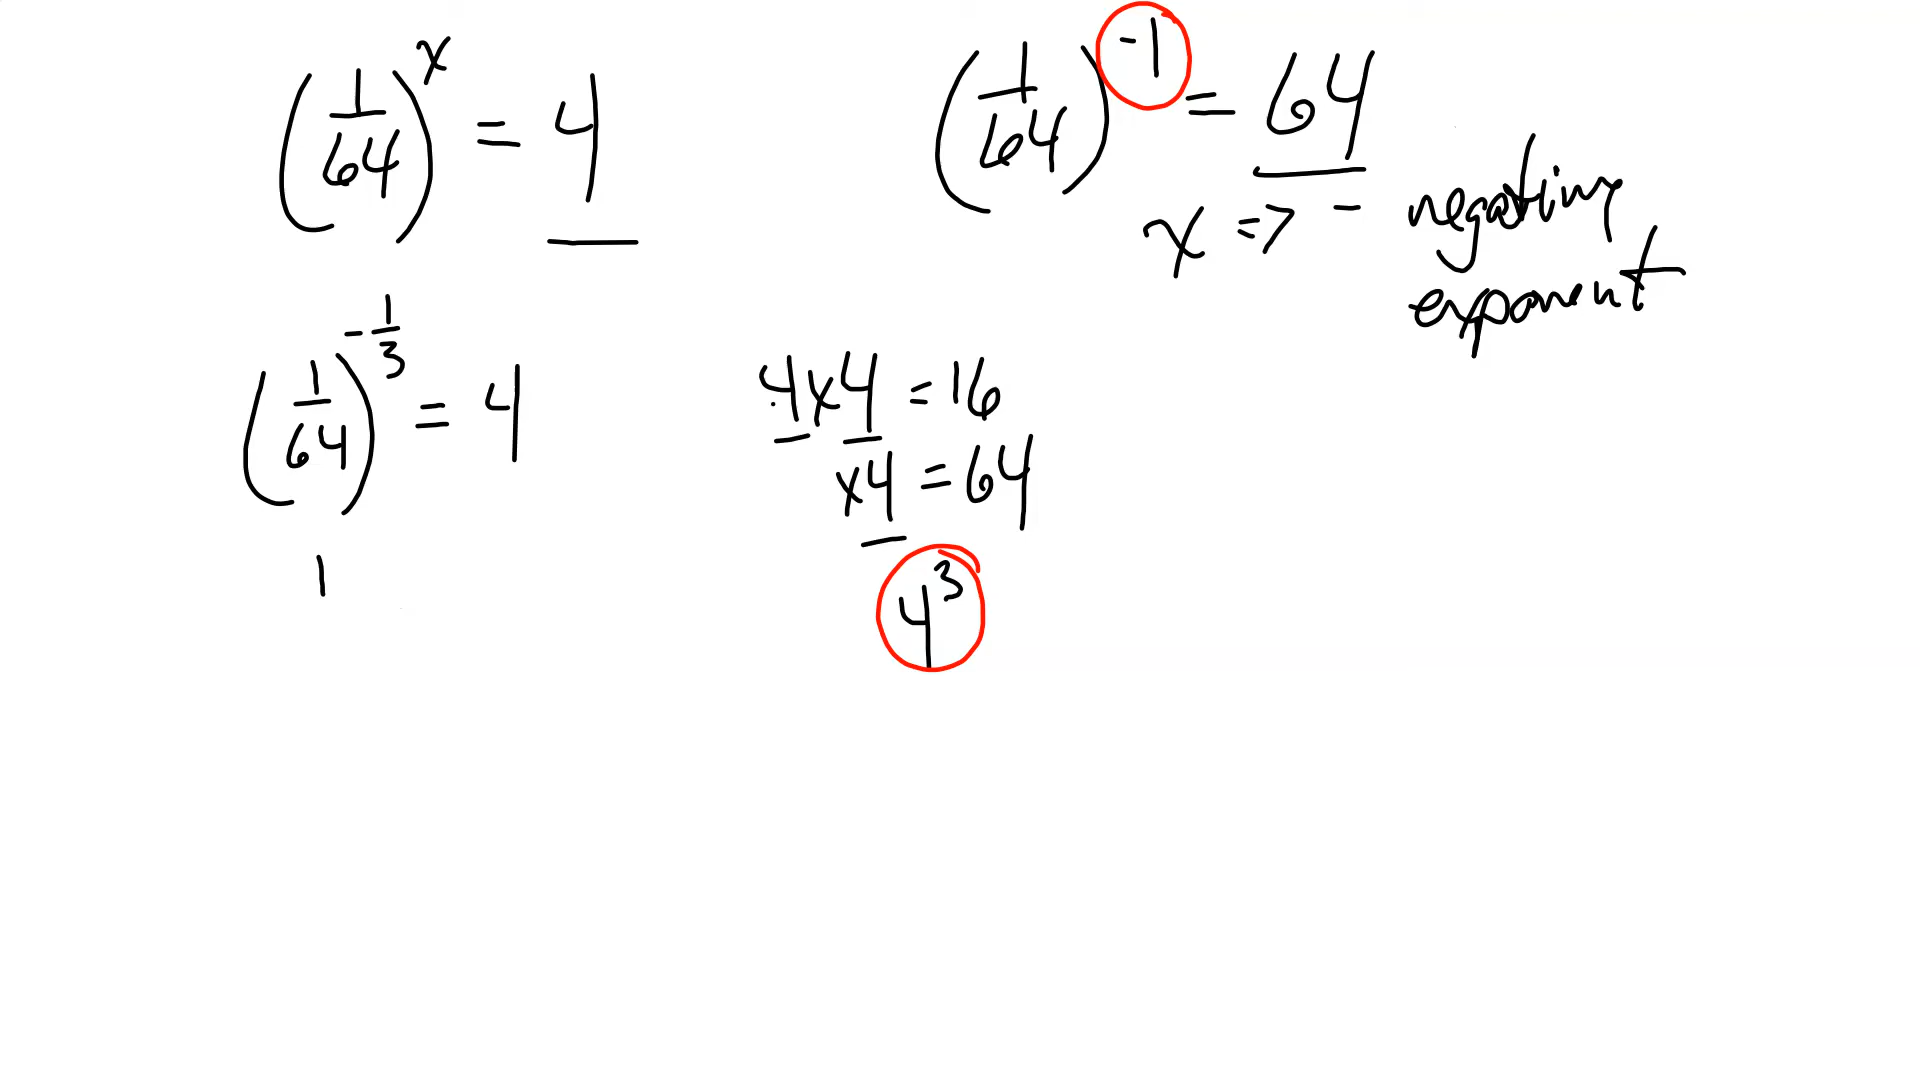 (1/64)^x = 4
(1/64)^-1 = 64
x => - negative
exponent
(1/64)^-1/3 = 4
4x4 = 16
x4 = 64
4^3
1